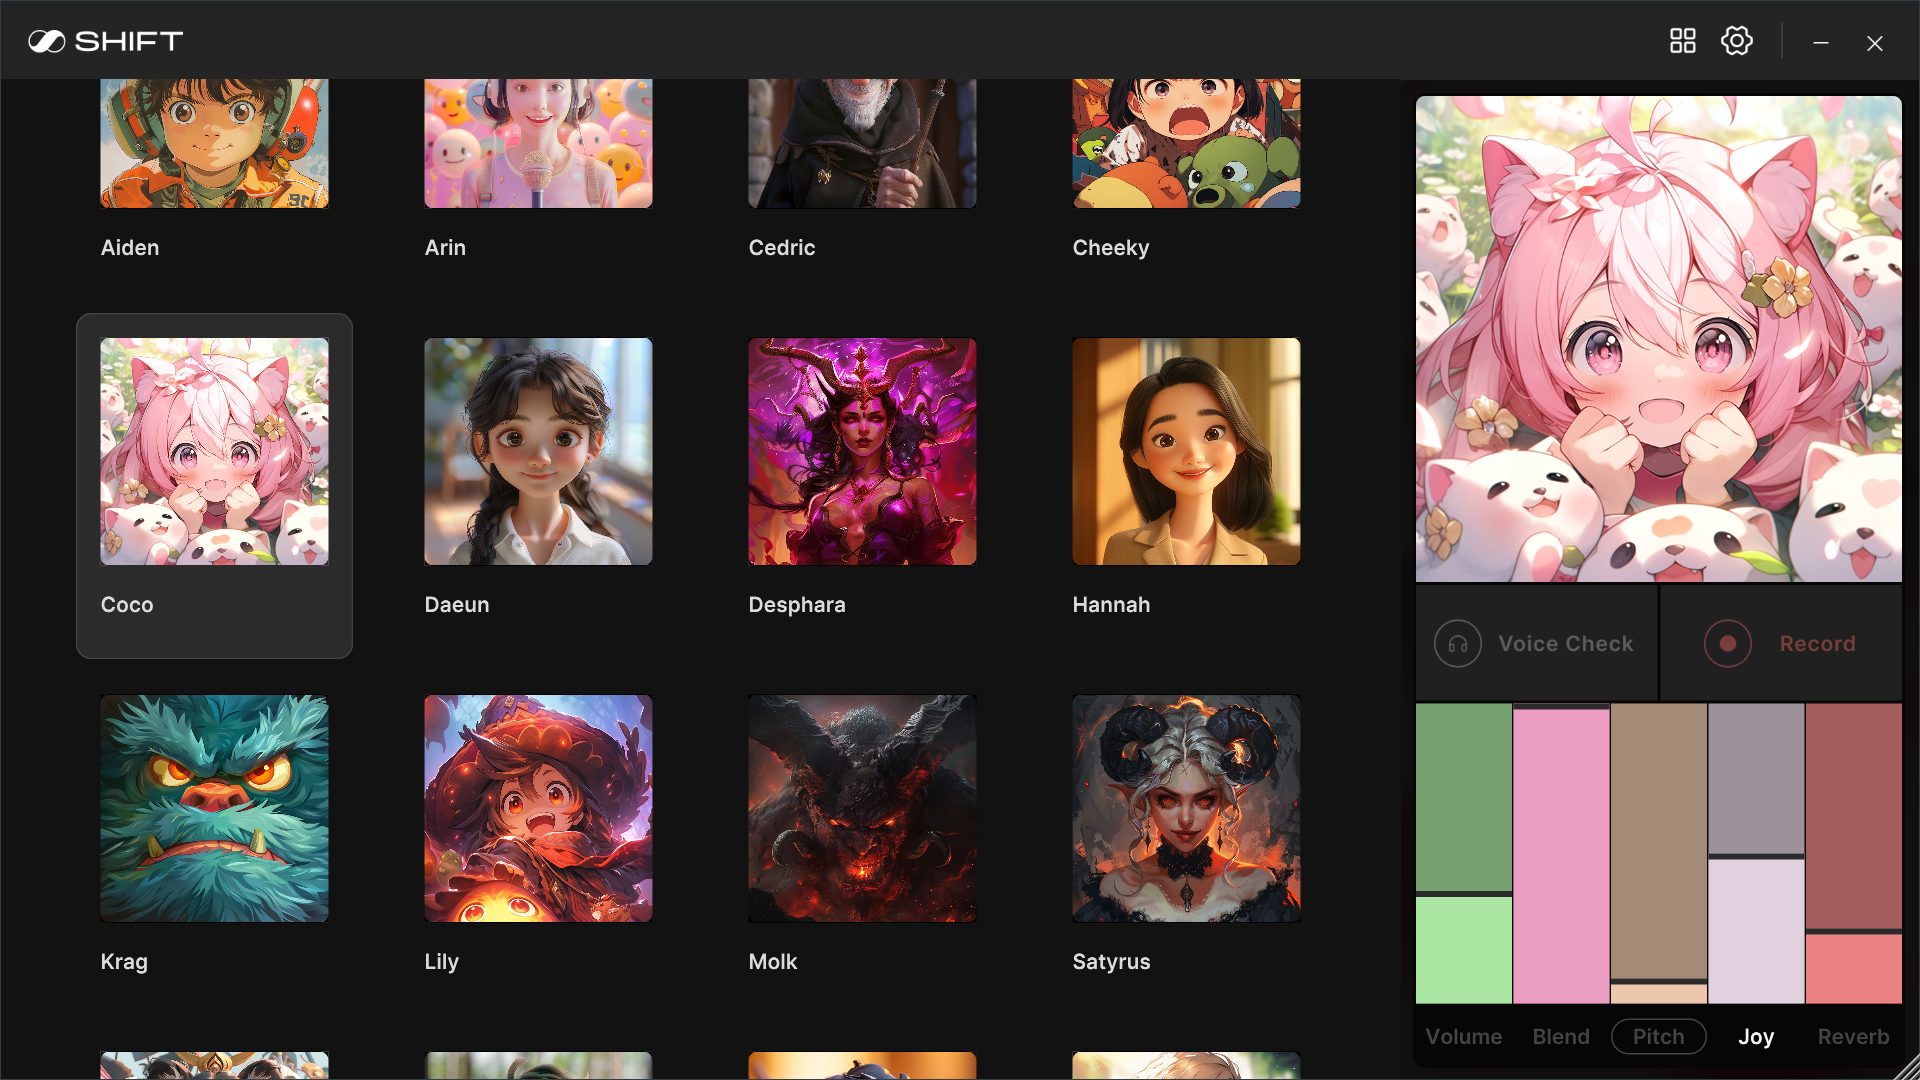 SHIFT
Aiden
Arin
Cedric
Cheeky
Coco
Daeun
Desphara
Hannah
Voice Check
Record
Krag
Lily
Molk
Satyrus
Volume
Blend
Pitch
Joy
Reverb